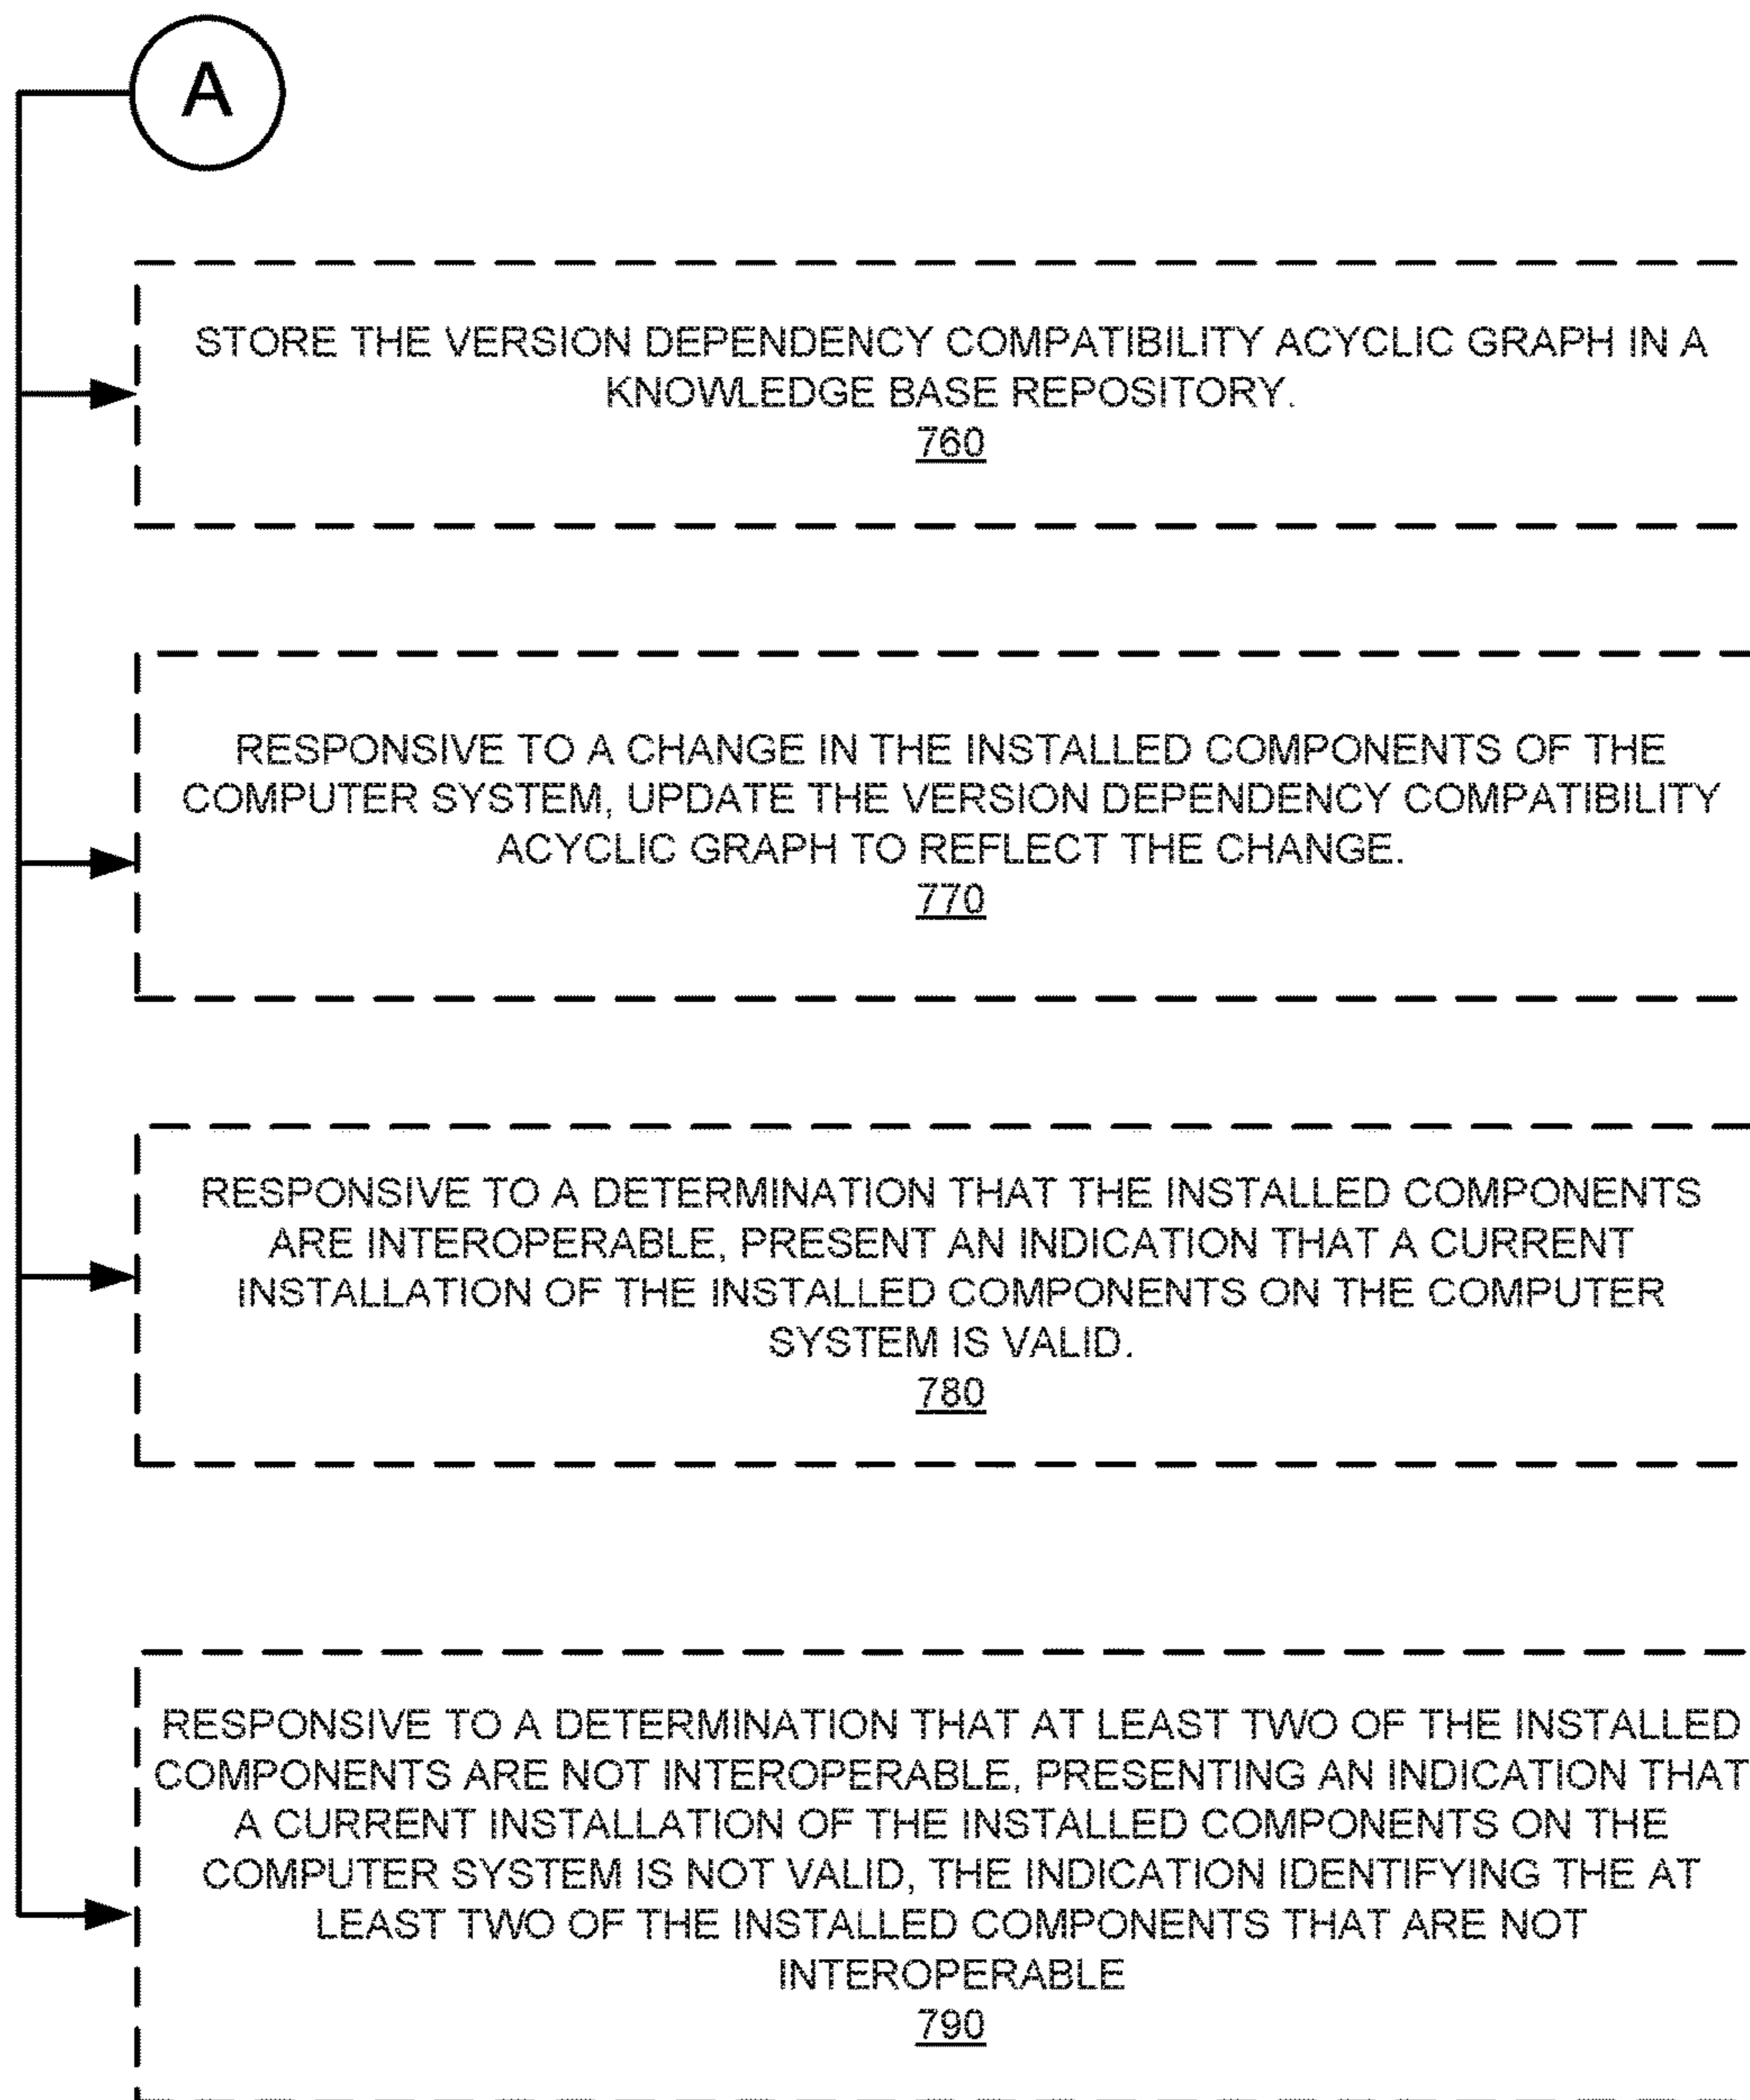 A
STORE THE VERSION DEPENDENCY COMPATIBILITY ACYCLIC GRAPH IN A
KNOWLEDGE BASE REPOSITORY.
760
RESPONSIVE TO A CHANGE IN THE INSTALLED COMPONENTS OF THE
COMPUTER SYSTEM, UPDATE THE VERSION DEPENDENCY COMPATIBILITY
ACYCLIC GRAPH TO REFLECT THE CHANGE.
770
RESPONSIVE TO A DETERMINATION THAT THE INSTALLED COMPONENTS
ARE INTEROPERABLE, PRESENT AN INDICATION THAT A CURRENT
INSTALLATION OF THE INSTALLED COMPONENTS ON THE COMPUTER
SYSTEM IS VALID.
780
RESPONSIVE TO A DETERMINATION THAT AT LEAST TWO OF THE INSTALLED
COMPONENTS ARE NOT INTEROPERABLE, PRESENTING AN INDICATION THAT
A CURRENT INSTALLATION OF THE INSTALLED COMPONENTS ON THE
COMPUTER SYSTEM IS NOT VALID, THE INDICATION IDENTIFYING THE AT
LEAST TWO OF THE INSTALLED COMPONENTS THAT ARE NOT
INTEROPERABLE
790